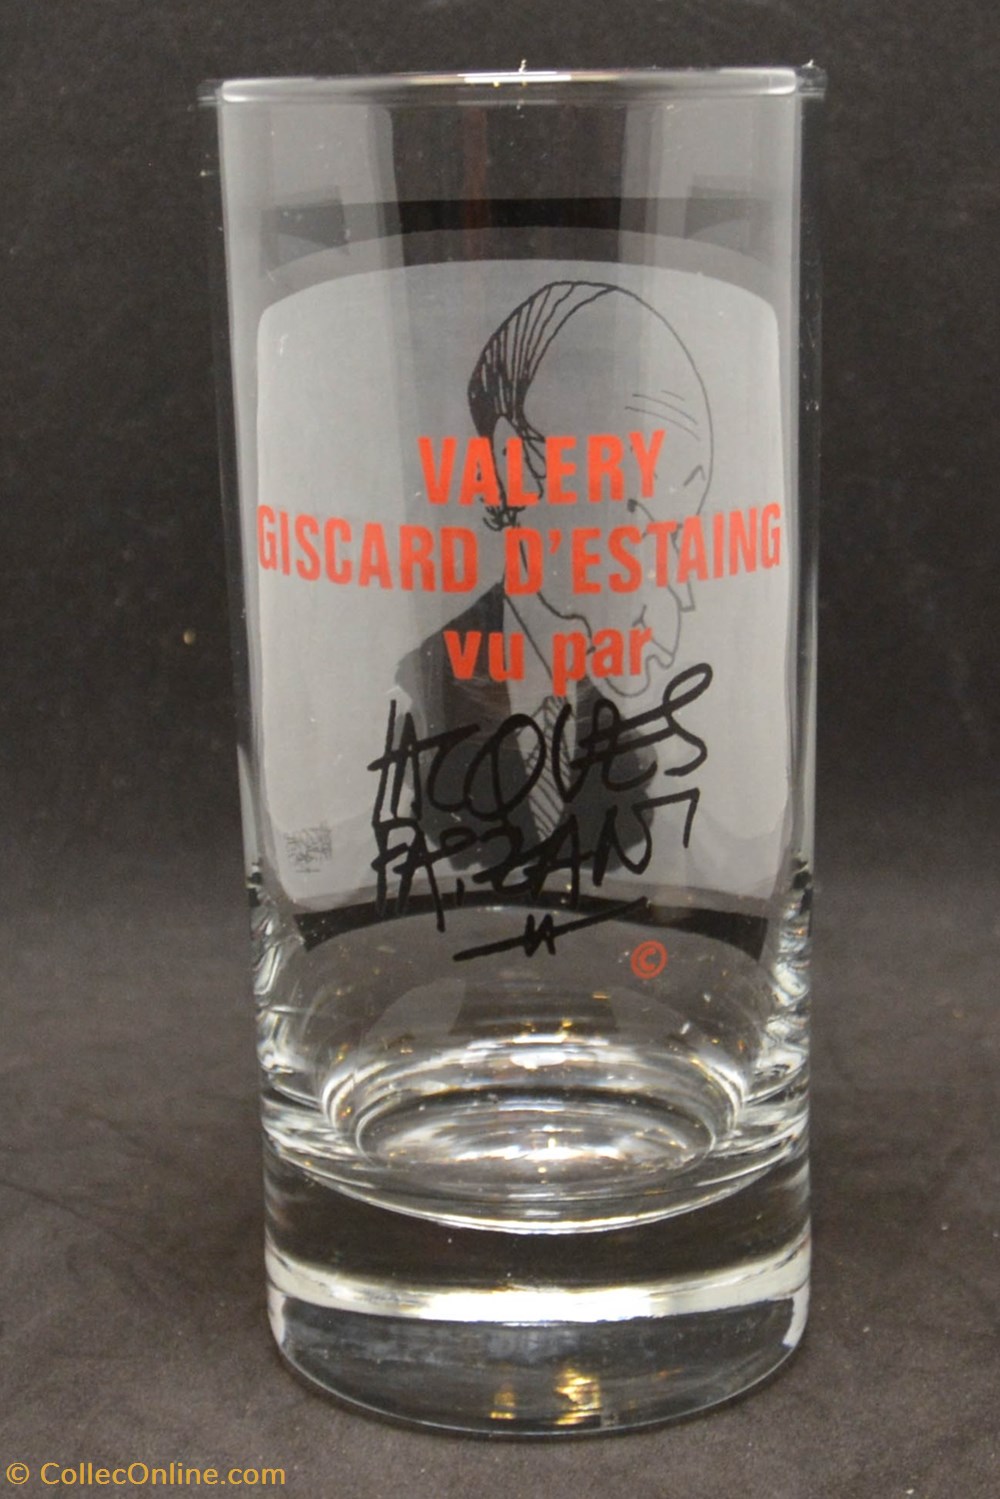 VALERY
GISCARD D'ESTAING
vu par
JACQUES
FAIZANT
©
© CollecOnline.com